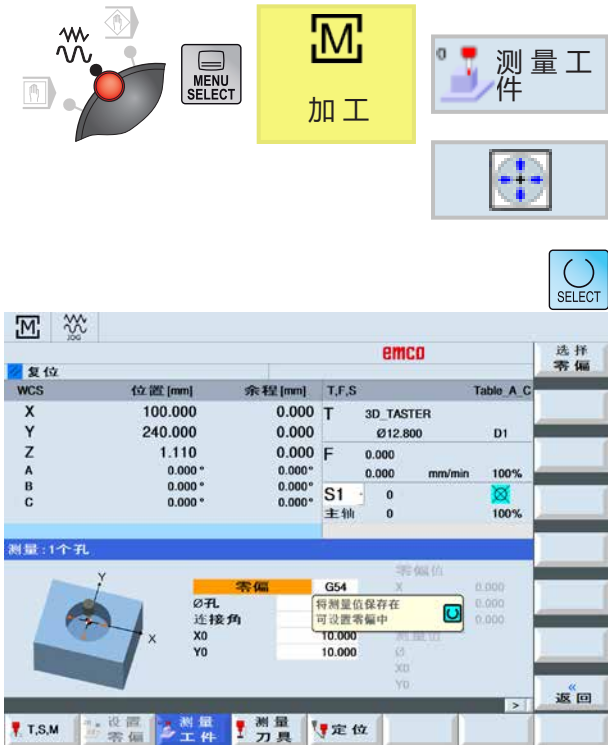 MENU
SELECT
M
加工
测量工
件
SELECT
M
JOG
emco
选择
零偏
复位
WCS 位置[mm] 余程[mm] T,F,S Table_A_C
X 100.000 0.000 T 3D_TASTER
Y 240.000 0.000 Ø12.800 D1
Z 1.110 0.000 F 0.000
A 0.000° 0.000° 0.000 mm/min 100%
B 0.000° 0.000° S1 0
C 0.000° 0.000° 主轴 0 100%
测量:1个孔
Y
X
零偏值
零偏 G54 X 0.000
Ø孔 0.000
连接角 0.000
将测量值保存在
可设置零偏中
X0 10.000 测量值
Y0 10.000 Ø
X0
Y0
>
«
返回
T,S,M
设置
零偏
测量
工件
测量
刀具
定位